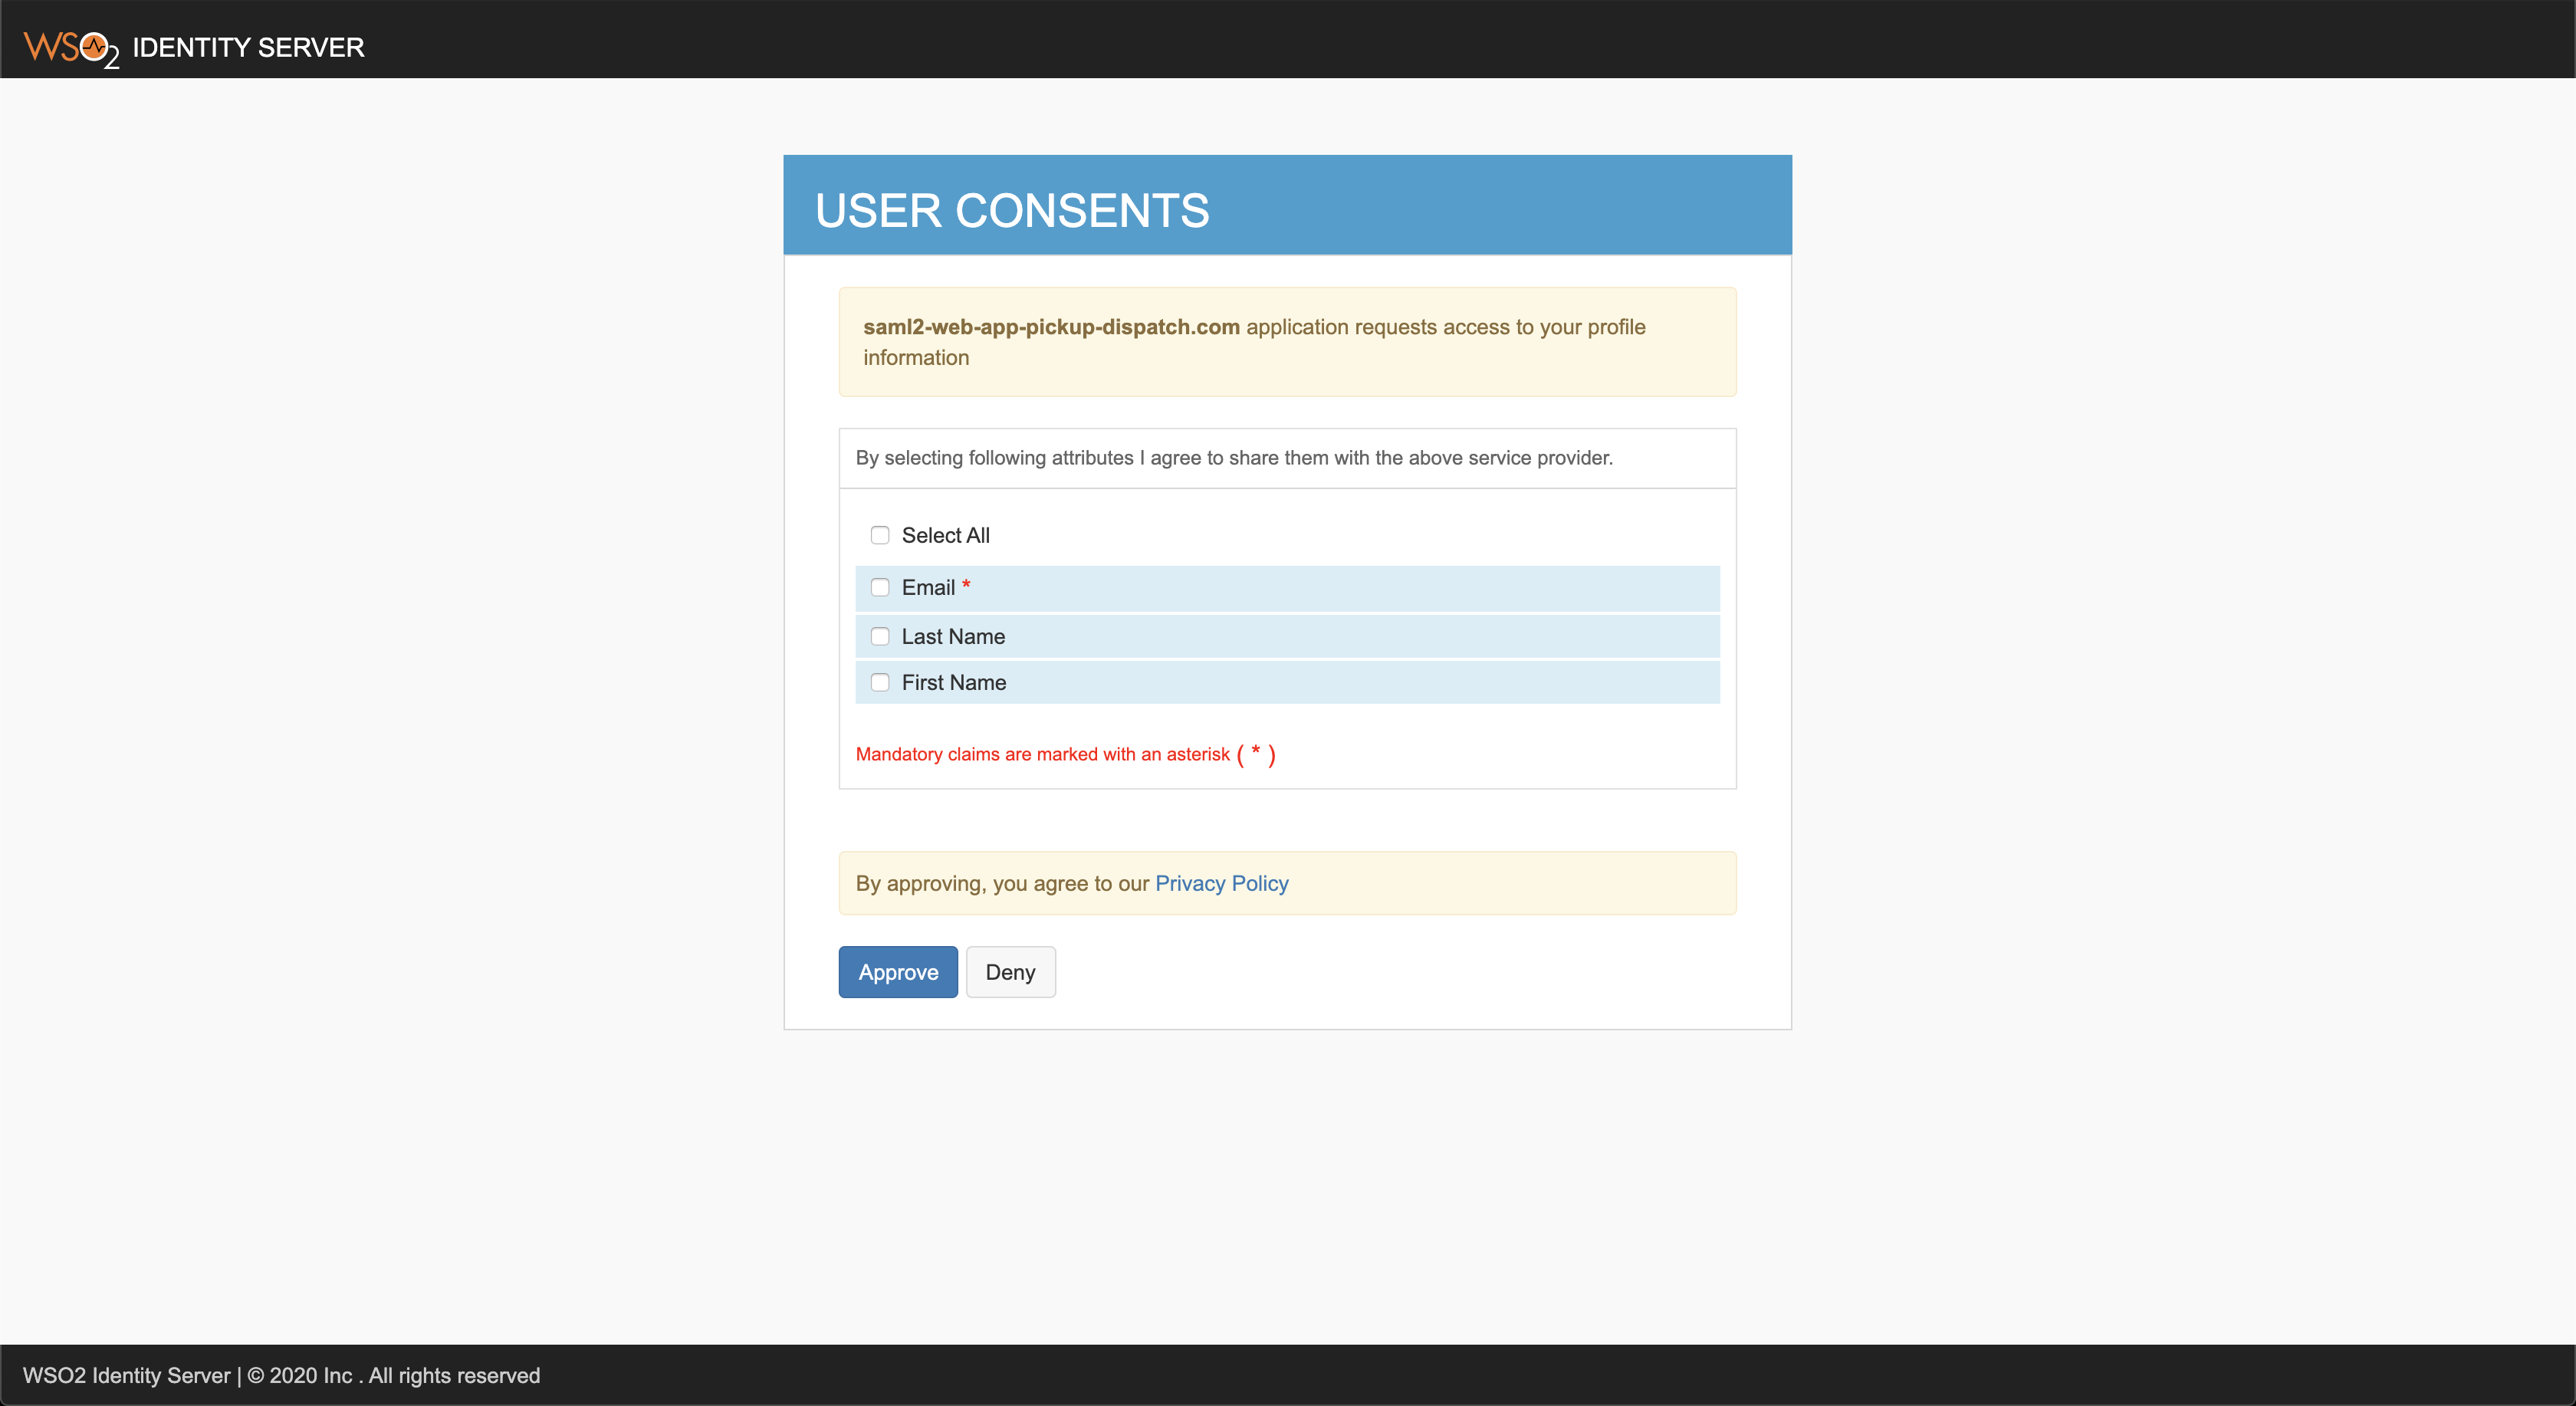 WSO2 IDENTITY SERVER
USER CONSENTS
saml2-web-app-pickup-dispatch.com application requests access to your profile
information
By selecting following attributes I agree to share them with the above service provider.
Select All
Email *
Last Name
First Name
Mandatory claims are marked with an asterisk ( * )
By approving, you agree to our Privacy Policy
Approve Deny
WSO2 Identity Server | © 2020 Inc . All rights reserved